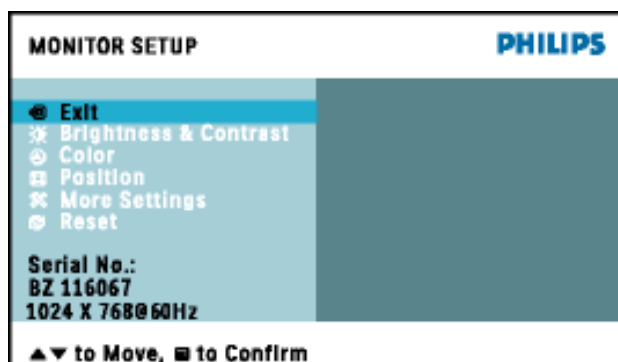 MONITOR SETUP PHILIPS
Exit
Brightness & Contrast
Color
Position
More Settings
Reset
Serial No.:
BZ 116067
1024 X 768@60Hz
▲▼ to Move, to Confirm